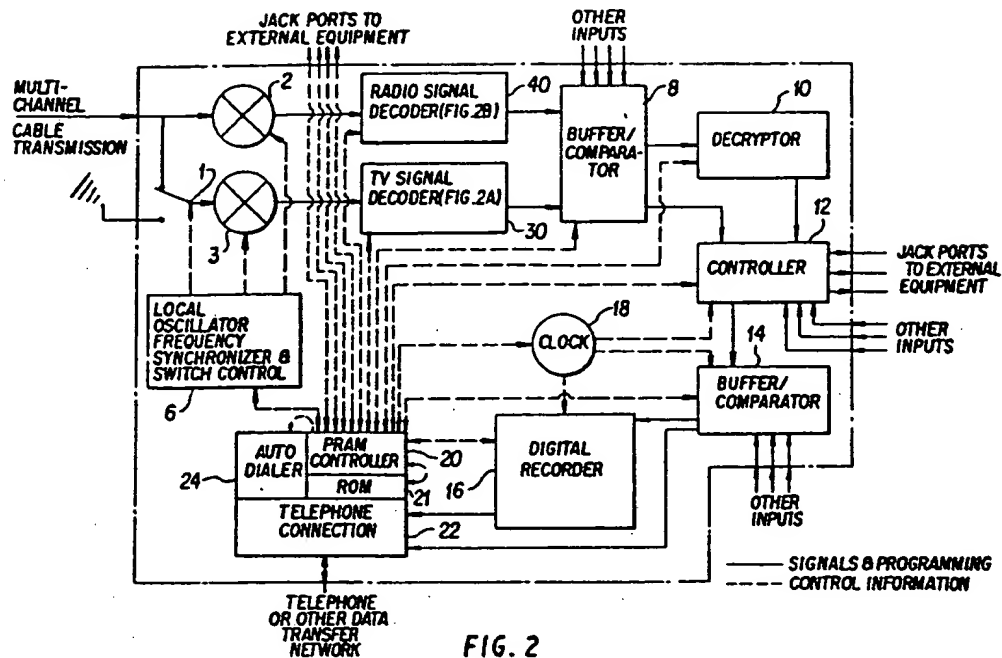 JACK PORTS TO
EXTERNAL EQUIPMENT
OTHER
INPUTS
MULTI-
CHANNEL
CABLE
TRANSMISSION
2
RADIO SIGNAL
DECODER(FIG.2B)
40
8
BUFFER/
COMPARA-
TOR
10
DECRYPTOR
1
3
TV SIGNAL
DECODER(FIG.2A)
30
12
CONTROLLER
JACK PORTS
TO EXTERNAL
EQUIPMENT
OTHER
INPUTS
LOCAL
OSCILLATOR
FREQUENCY
SYNCHRONIZER &
SWITCH CONTROL
6
18
CLOCK
14
BUFFER/
COMPARATOR
AUTO
DIALER
24
PRAM
CONTROLLER
20
ROM
21
TELEPHONE
CONNECTION
22
16
DIGITAL
RECORDER
OTHER
INPUTS
SIGNALS & PROGRAMMING
CONTROL INFORMATION
TELEPHONE
OR OTHER DATA
TRANSFER
NETWORK
FIG. 2